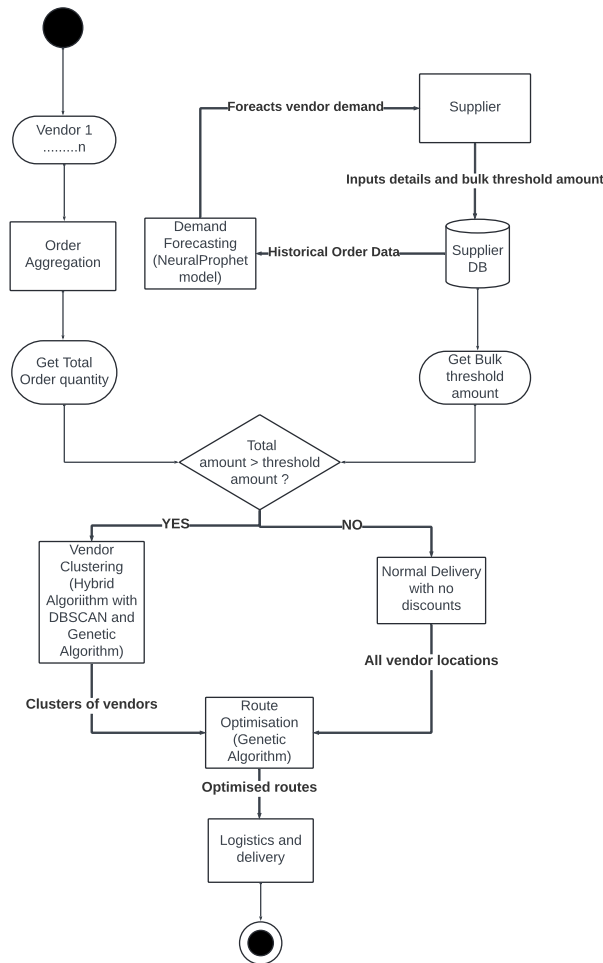 Vendor 1
.........n
Order
Aggregation
Get Total
Order quantity
Foreacts vendor demand
Supplier
Inputs details and bulk threshold amount
Demand
Forecasting
(NeuralProphet
model)
Historical Order Data
Supplier
DB
Get Bulk
threshold
amount
Total
amount > threshold
amount ?
YES
NO
Vendor
Clustering
(Hybrid
Algoriithm with
DBSCAN and
Genetic
Algorithm)
Normal Delivery
with no
discounts
All vendor locations
Clusters of vendors
Route
Optimisation
(Genetic
Algorithm)
Optimised routes
Logistics and
delivery